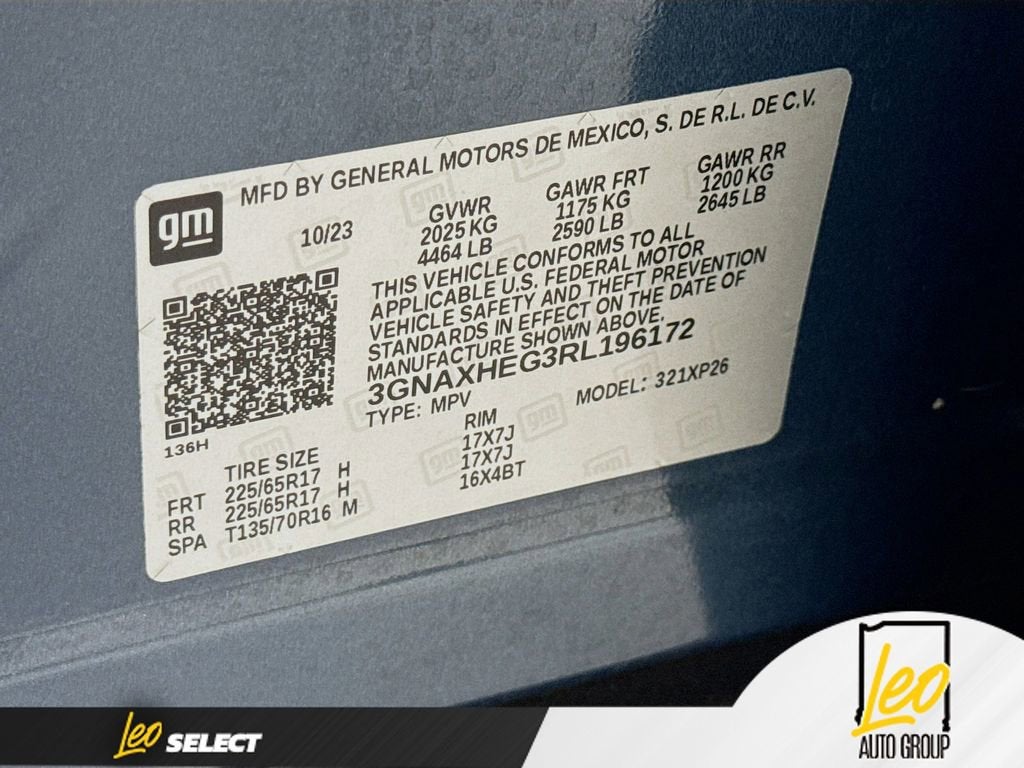 MFD BY GENERAL MOTORS DE MEXICO, S. DE R.L. DE C.V.
gm
10/23
GVWR
2025 KG
4464 LB
GAWR FRT
1175 KG
2590 LB
GAWR RR
1200 KG
2645 LB
THIS VEHICLE CONFORMS TO ALL
APPLICABLE U.S. FEDERAL MOTOR
VEHICLE SAFETY AND THEFT PREVENTION
STANDARDS IN EFFECT ON THE DATE OF
MANUFACTURE SHOWN ABOVE.
3GNAXHEG3RL196172
TYPE: MPV MODEL: 321XP26
136H
TIRE SIZE RIM
FRT 225/65R17 H 17X7J
RR 225/65R17 H 17X7J
SPA T135/70R16 M 16X4BT
Leo SELECT
Leo
AUTO GROUP